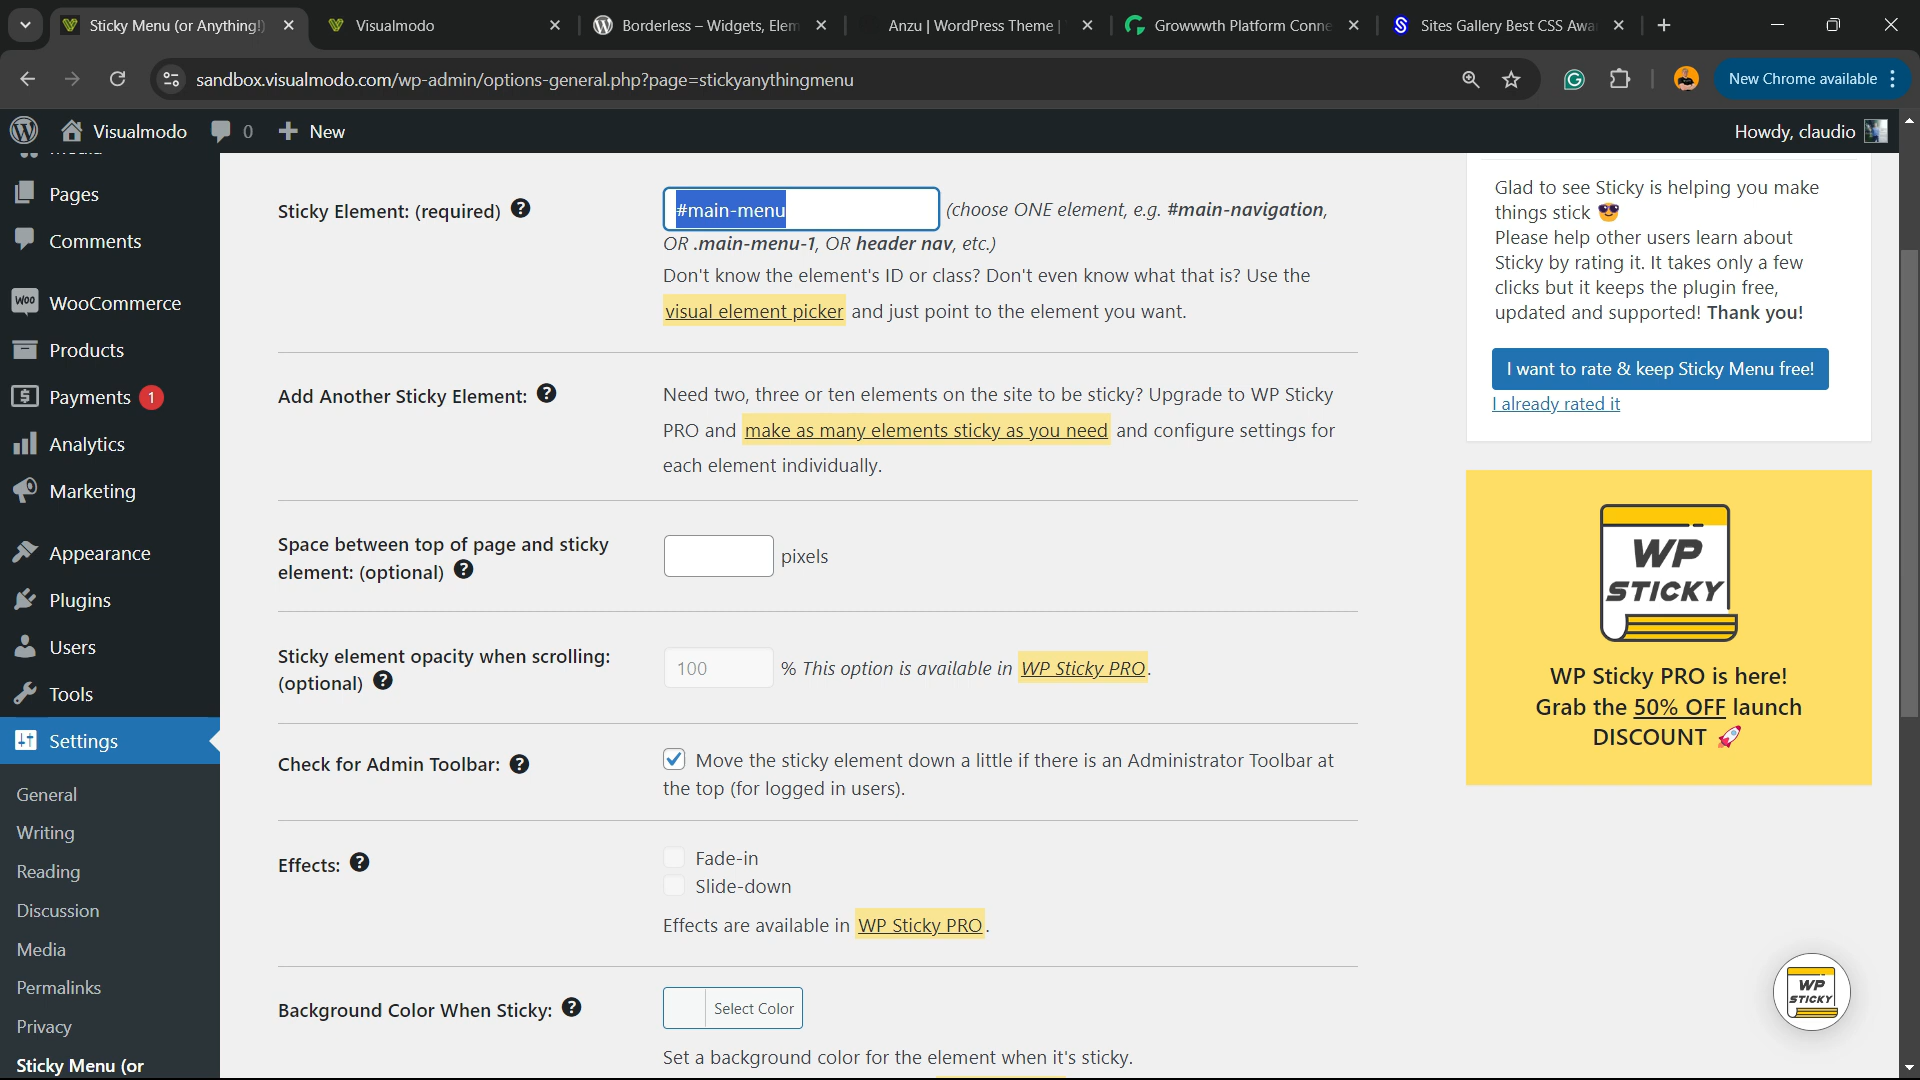 Sticky Menu (or Anything!)
Visualmodo
Borderless – Widgets, Elem
Anzu | WordPress Theme |
Growwwth Platform Conne
Sites Gallery Best CSS Awa
sandbox.visualmodo.com/wp-admin/options-general.php?page=stickyanythingmenu
New Chrome available
Visualmodo
0
New
Howdy, claudio
Pages
Comments
WooCommerce
Products
Payments 1
Analytics
Marketing
Appearance
Plugins
Users
Tools
Settings
General
Writing
Reading
Discussion
Media
Permalinks
Privacy
Sticky Menu (or
Sticky Element: (required) ?
#main-menu (choose ONE element, e.g. #main-navigation,
OR .main-menu-1, OR header nav, etc.)
Don't know the element's ID or class? Don't even know what that is? Use the
visual element picker and just point to the element you want.
Add Another Sticky Element: ?
Need two, three or ten elements on the site to be sticky? Upgrade to WP Sticky
PRO and make as many elements sticky as you need and configure settings for
each element individually.
Space between top of page and sticky
element: (optional) ?
pixels
Sticky element opacity when scrolling:
(optional) ?
100 % This option is available in WP Sticky PRO.
Check for Admin Toolbar: ?
Move the sticky element down a little if there is an Administrator Toolbar at
the top (for logged in users).
Effects: ?
Fade-in
Slide-down
Effects are available in WP Sticky PRO.
Background Color When Sticky: ?
Select Color
Set a background color for the element when it's sticky.
Glad to see Sticky is helping you make
things stick 😎
Please help other users learn about
Sticky by rating it. It takes only a few
clicks but it keeps the plugin free,
updated and supported! Thank you!
I want to rate & keep Sticky Menu free!
I already rated it
WP
STICKY
WP Sticky PRO is here!
Grab the 50% OFF launch
DISCOUNT 🚀
WP
STICKY